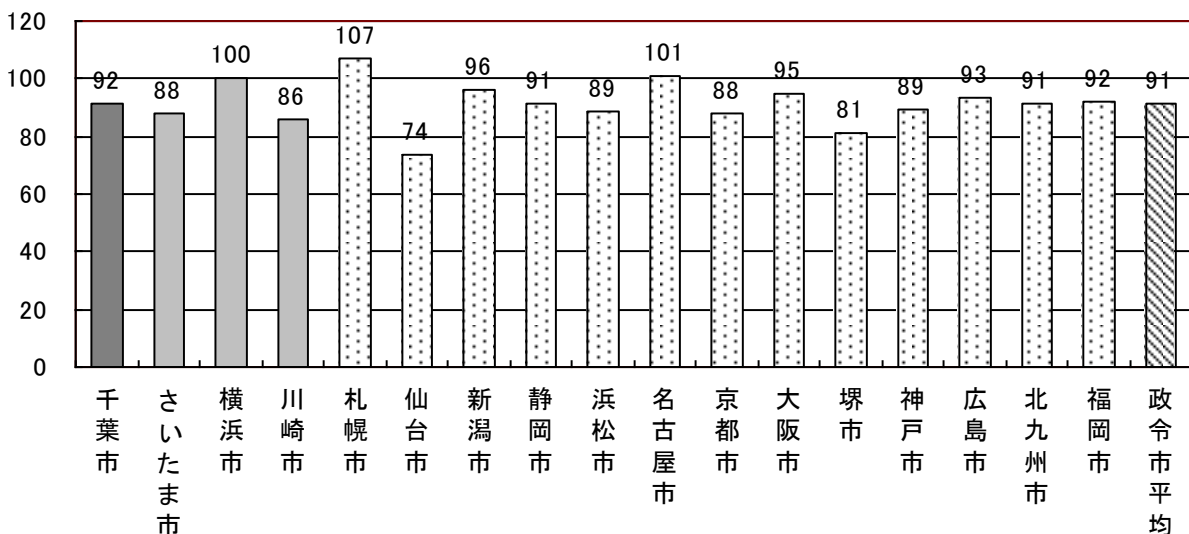 120
100
80
60
40
20
0
92
88
100
86
107
74
96
91
89
101
88
95
81
89
93
91
92
91
千葉市
さいたま市
横浜市
川崎市
札幌市
仙台市
新潟市
静岡市
浜松市
名古屋市
京都市
大阪市
堺市
神戸市
広島市
北九州市
福岡市
政令市平均